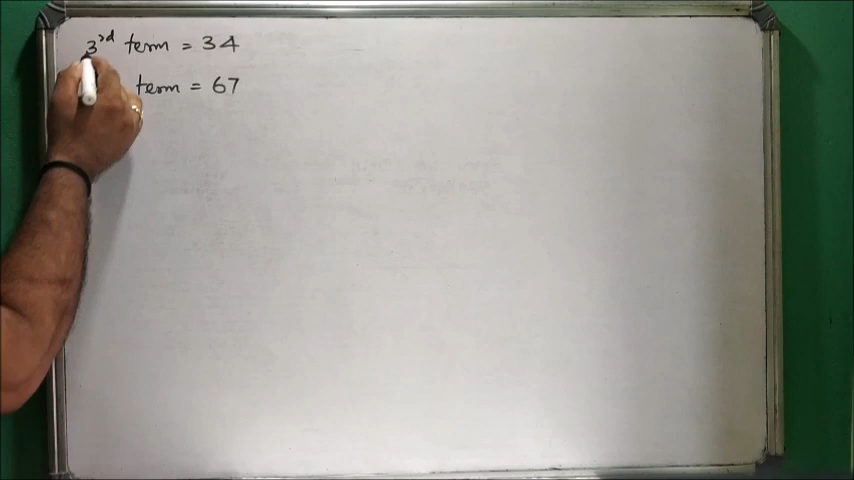 3rd term = 34
term = 67